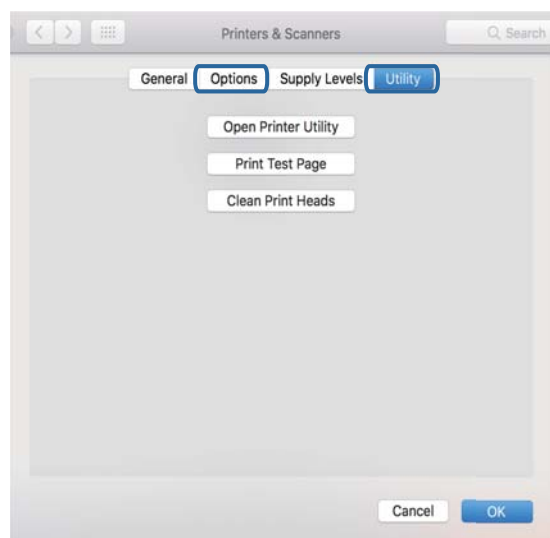 Printers & Scanners Search
General Options Supply Levels Utility
Open Printer Utility
Print Test Page
Clean Print Heads
Cancel OK